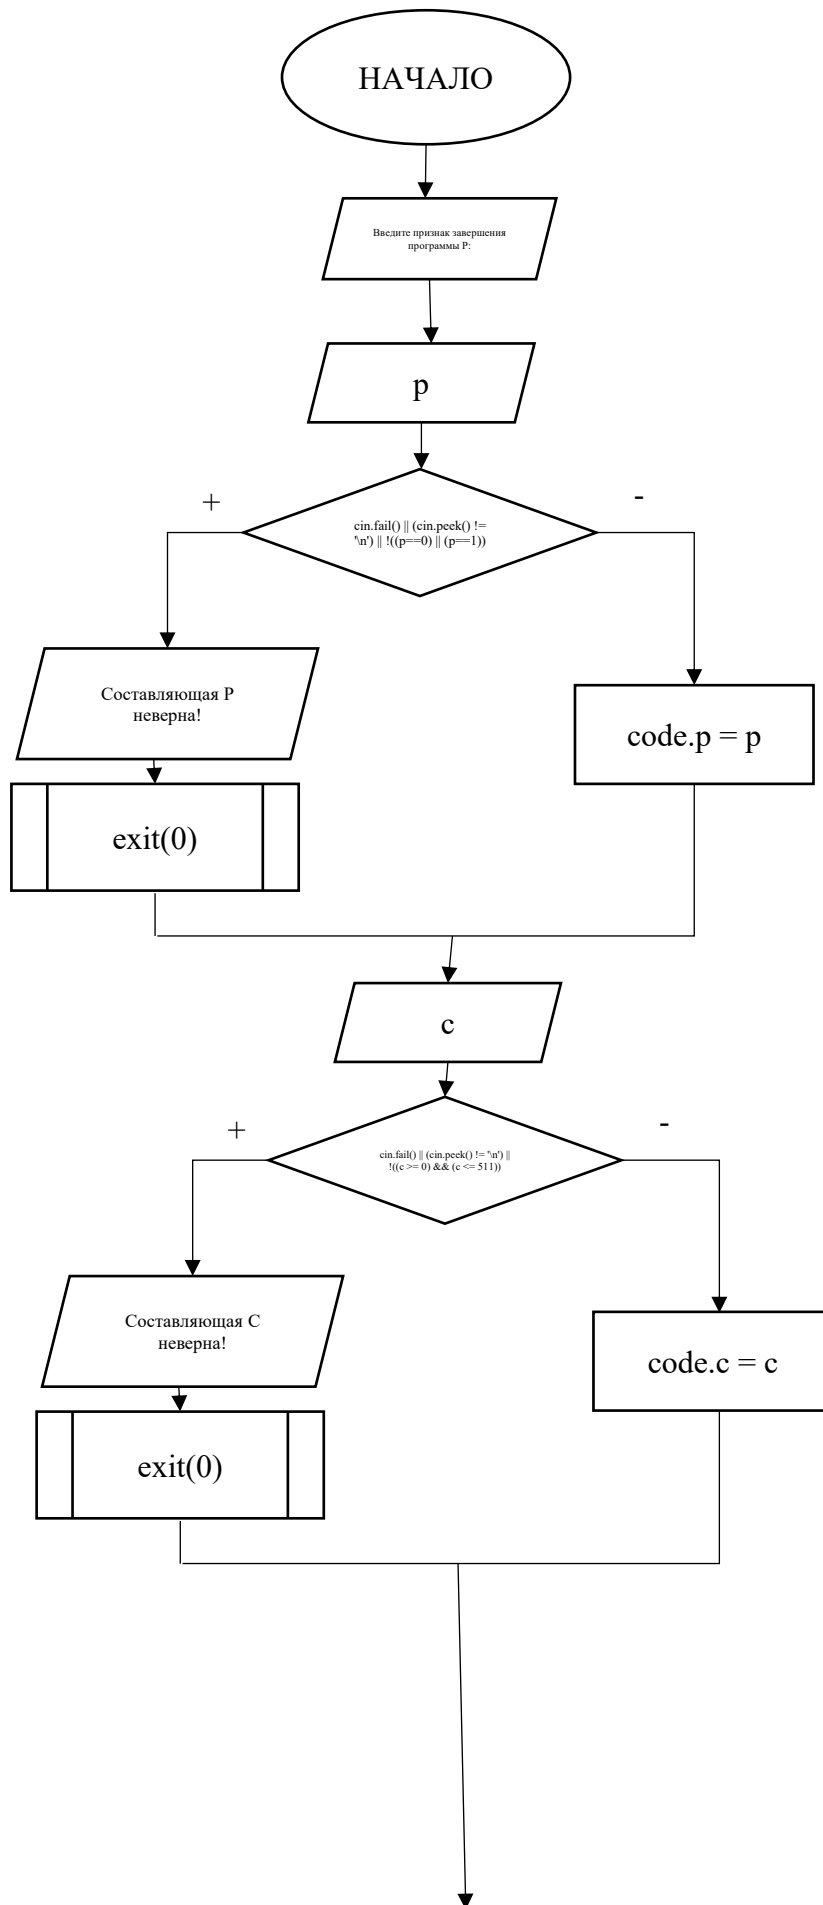 НАЧАЛО
Введите признак завершения
программы P:
p
+
-
cin.fail() || (cin.peek() !=
'\n') || !((p==0) || (p==1))
Составляющая P
неверна!
code.p = p
exit(0)
c
+
-
cin.fail() || (cin.peek() != '\n') ||
!((c >= 0) && (c <= 511))
Составляющая C
неверна!
code.c = c
exit(0)